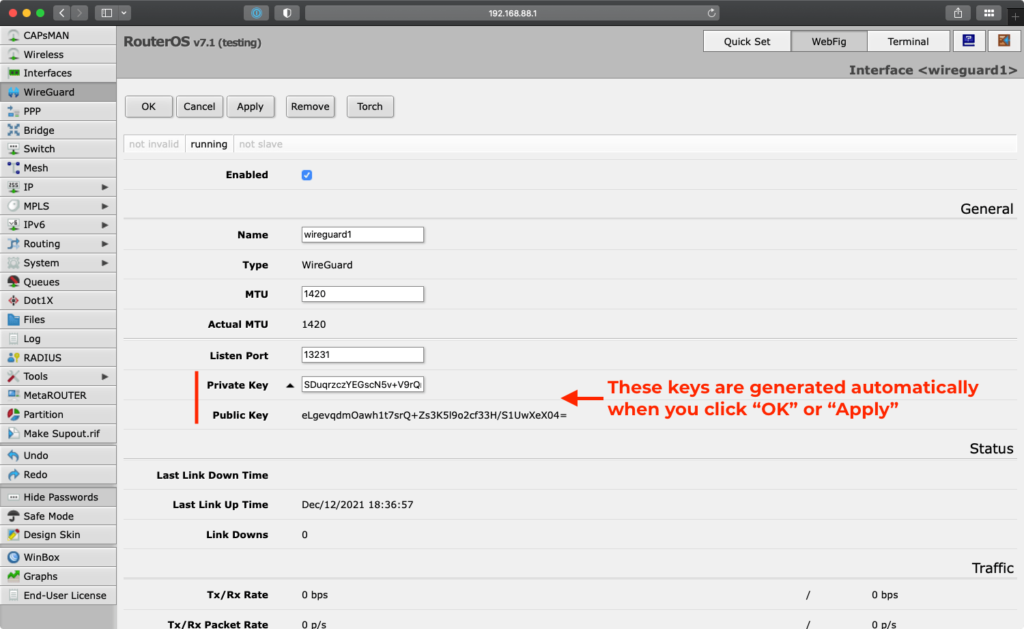 192.168.88.1
CAPsMAN
Wireless
Interfaces
WireGuard
PPP
Bridge
Switch
Mesh
IP
MPLS
IPv6
Routing
System
Queues
Dot1X
Files
Log
RADIUS
Tools
MetaROUTER
Partition
Make Supout.rif
Undo
Redo
Hide Passwords
Safe Mode
Design Skin
WinBox
Graphs
End-User License
RouterOS v7.1 (testing)
Quick Set WebFig Terminal
Interface <wireguard1>
OK Cancel Apply Remove Torch
not invalid running not slave
Enabled
General
Name wireguard1
Type WireGuard
MTU 1420
Actual MTU 1420
Listen Port 13231
Private Key SDuqrzczYEGscN5v+V9rQ
Public Key eLgevqdmOawh1t7srQ+Zs3K5l9o2cf33H/S1UwXeX04=
These keys are generated automatically
when you click “OK” or “Apply”
Status
Last Link Down Time
Last Link Up Time Dec/12/2021 18:36:57
Link Downs 0
Traffic
Tx/Rx Rate 0 bps / 0 bps
Tx/Rx Packet Rate 0 p/s / 0 p/s